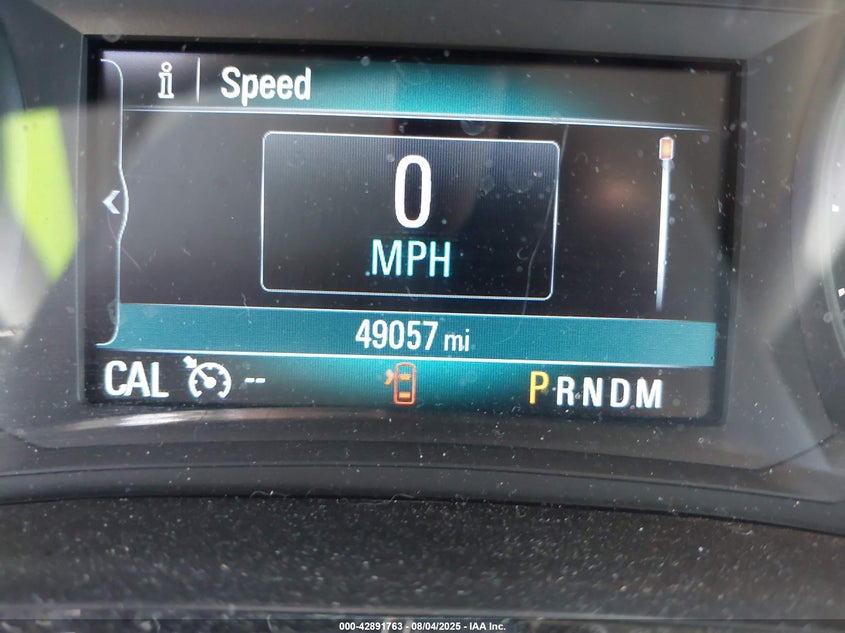 i Speed
0
MPH
49057 mi
CAL -- PRNDM
000-42891763 - 08/04/2025 - IAA Inc.